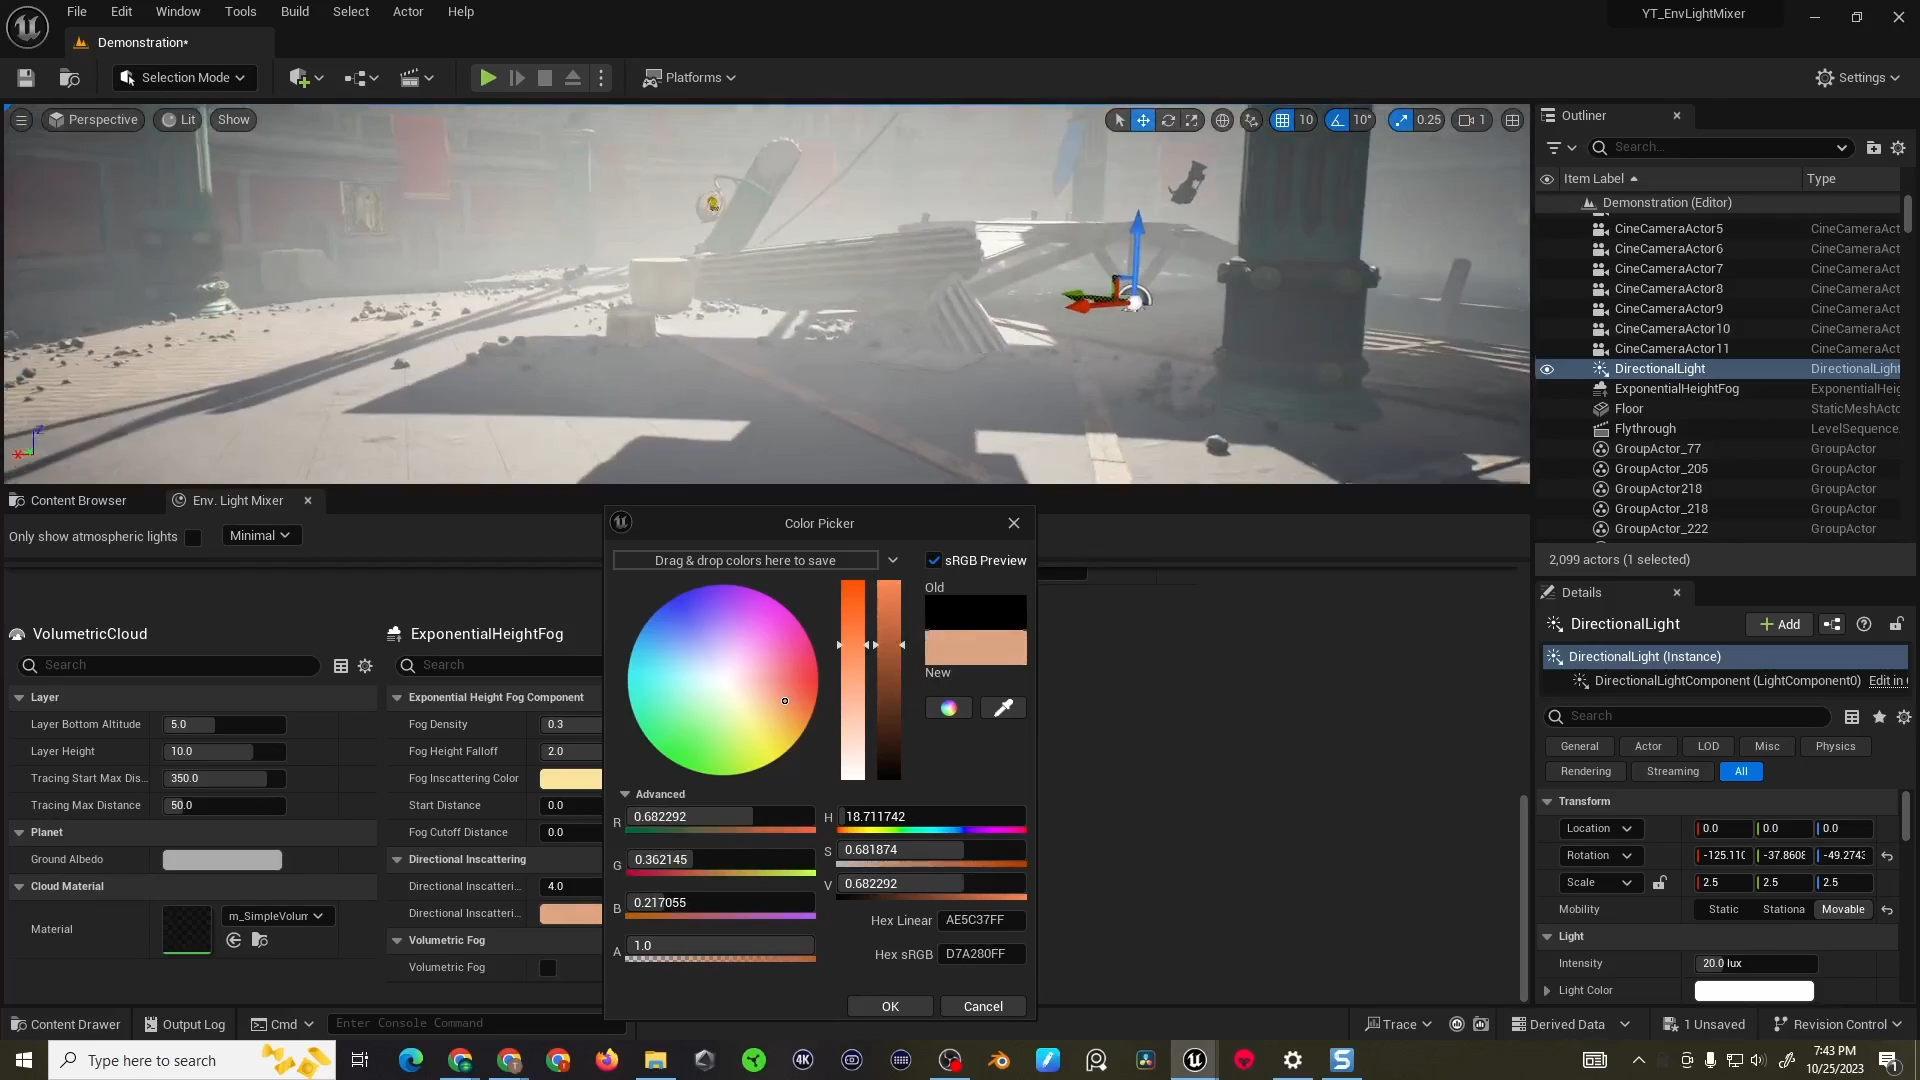 File Edit Window Tools Build Select Actor Help
YT_EnvLightMixer
Demonstration*
Selection Mode
Platforms
Settings
Perspective
Lit
Show
10
10°
0.25
1
Outliner
Search...
Item Label
Type
Demonstration (Editor)
CineCameraActor5 CineCameraAct
CineCameraActor6 CineCameraAct
CineCameraActor7 CineCameraAct
CineCameraActor8 CineCameraAct
CineCameraActor9 CineCameraAct
CineCameraActor10 CineCameraAct
CineCameraActor11 CineCameraAct
DirectionalLight DirectionalLight
ExponentialHeightFog ExponentialHeig
Floor StaticMeshActo
Flythrough LevelSequence
GroupActor_77 GroupActor
GroupActor_205 GroupActor
GroupActor218 GroupActor
GroupActor_218 GroupActor
GroupActor_222 GroupActor
2,099 actors (1 selected)
Content Browser
Env. Light Mixer
Only show atmospheric lights
Minimal
VolumetricCloud
Search
Layer
Layer Bottom Altitude 5.0
Layer Height 10.0
Tracing Start Max Dis... 350.0
Tracing Max Distance 50.0
Planet
Ground Albedo
Cloud Material
Material
m_SimpleVolum
ExponentialHeightFog
Search
Exponential Height Fog Component
Fog Density 0.3
Fog Height Falloff 2.0
Fog Inscattering Color
Start Distance 0.0
Fog Cutoff Distance 0.0
Directional Inscattering
Directional Inscatteri... 4.0
Directional Inscatteri...
Volumetric Fog
Volumetric Fog
Color Picker
Drag & drop colors here to save
sRGB Preview
Old
New
Advanced
R 0.682292
G 0.362145
B 0.217055
A 1.0
H 18.711742
S 0.681874
V 0.682292
Hex Linear AE5C37FF
Hex sRGB D7A280FF
OK
Cancel
Details
DirectionalLight
Add
DirectionalLight (Instance)
DirectionalLightComponent (LightComponent0) Edit in
Search
General Actor LOD Misc Physics
Rendering Streaming All
Transform
Location 0.0 0.0 0.0
Rotation -125.110 -37.8608 -49.2743
Scale 2.5 2.5 2.5
Mobility Static Stationa Movable
Light
Intensity 20.0 lux
Light Color
Content Drawer
Output Log
Cmd
Enter Console Command
Trace
Derived Data
1 Unsaved
Revision Control
Type here to search
4K
7:43 PM
10/25/2023
1